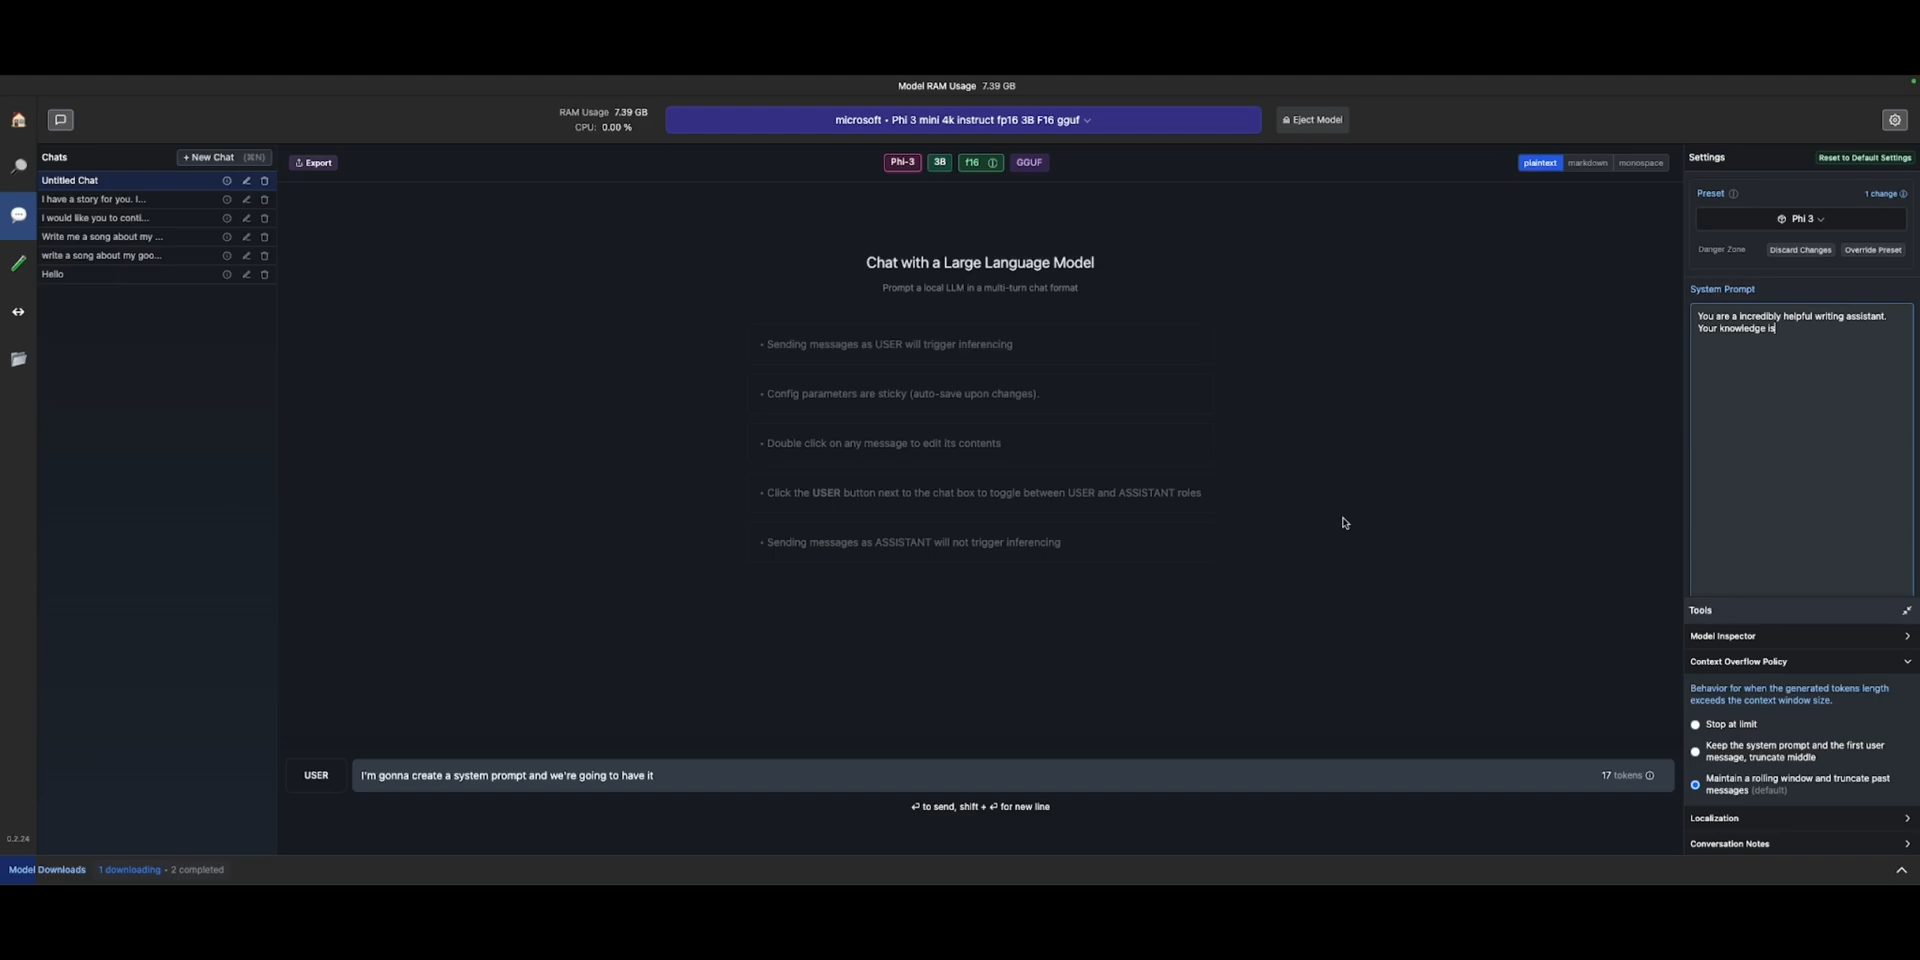 Model RAM Usage 7.39 GB
RAM Usage 7.39 GB
CPU: 0.00 %
microsoft • Phi 3 mini 4k instruct fp16 3B F16 gguf
Eject Model
Chats
+ New Chat (⌘N)
Untitled Chat
I have a story for you. I...
I would like you to conti...
Write me a song about my ...
write a song about my goo...
Hello
Export
Phi-3
3B
f16
GGUF
plaintext
markdown
monospace
Chat with a Large Language Model
Prompt a local LLM in a multi-turn chat format
• Sending messages as USER will trigger inferencing
• Config parameters are sticky (auto-save upon changes).
• Double click on any message to edit its contents
• Click the USER button next to the chat box to toggle between USER and ASSISTANT roles
• Sending messages as ASSISTANT will not trigger inferencing
USER
I'm gonna create a system prompt and we're going to have it
17 tokens
⏎ to send, shift + ⏎ for new line
Settings
Reset to Default Settings
Preset
1 change
Phi 3
Danger Zone
Discard Changes
Override Preset
System Prompt
You are a incredibly helpful writing assistant.
Your knowledge is
Tools
Model Inspector
Context Overflow Policy
Behavior for when the generated tokens length
exceeds the context window size.
Stop at limit
Keep the system prompt and the first user
message, truncate middle
Maintain a rolling window and truncate past
messages (default)
Localization
Conversation Notes
0.2.24
Model Downloads
1 downloading • 2 completed